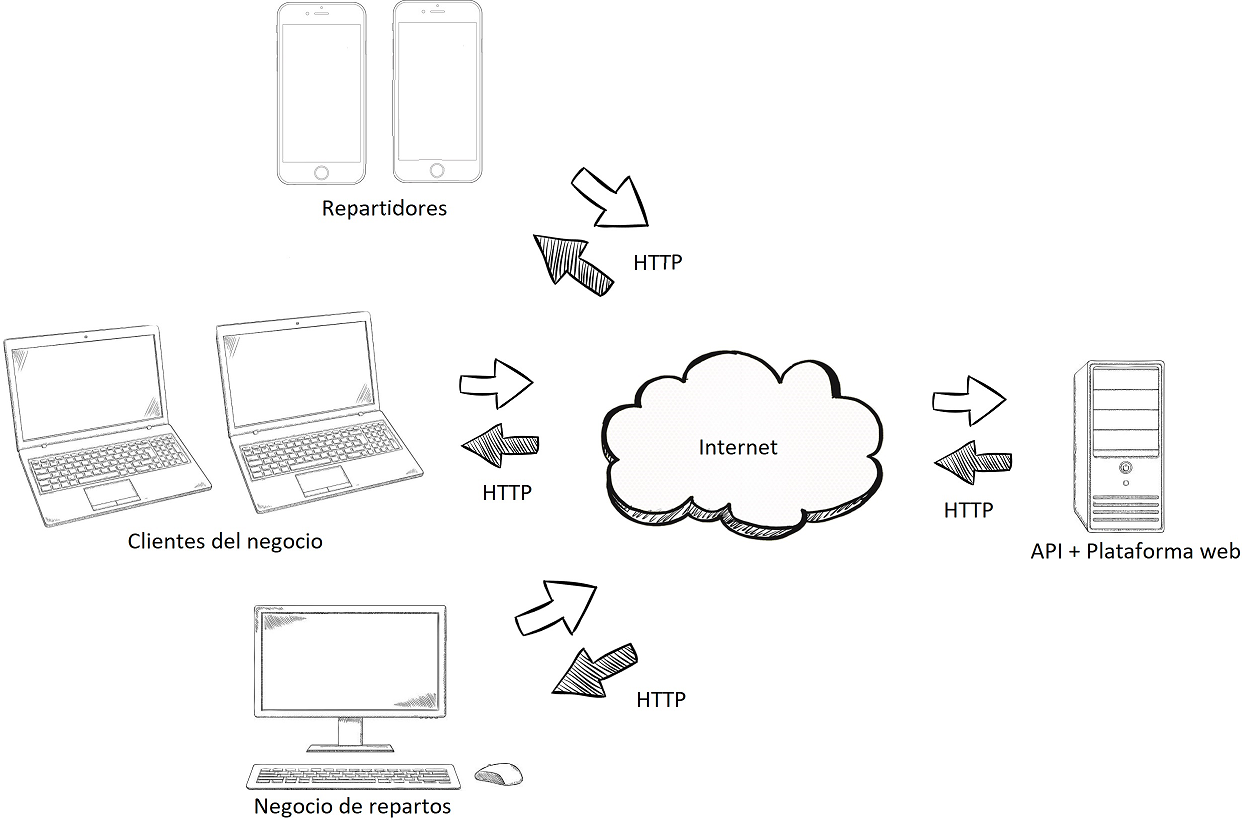 Repartidores
HTTP
Internet
HTTP
HTTP
Clientes del negocio
API + Plataforma web
HTTP
Negocio de repartos